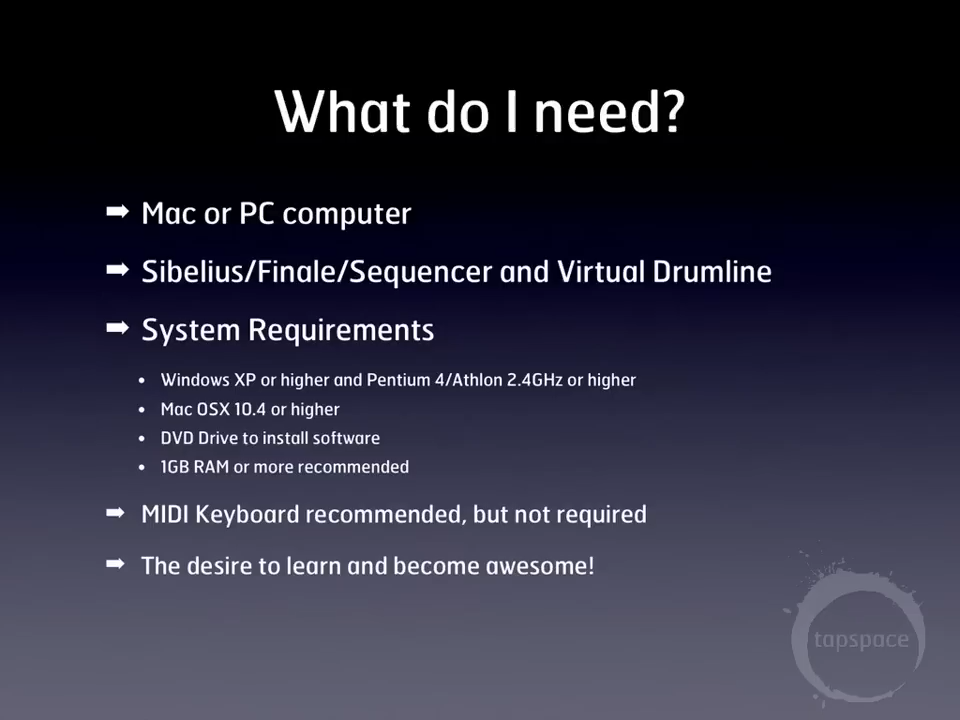 What do I need?
➡ Mac or PC computer
➡ Sibelius/Finale/Sequencer and Virtual Drumline
➡ System Requirements
• Windows XP or higher and Pentium 4/Athlon 2.4GHz or higher
• Mac OSX 10.4 or higher
• DVD Drive to install software
• 1GB RAM or more recommended
➡ MIDI Keyboard recommended, but not required
➡ The desire to learn and become awesome!
tapspace